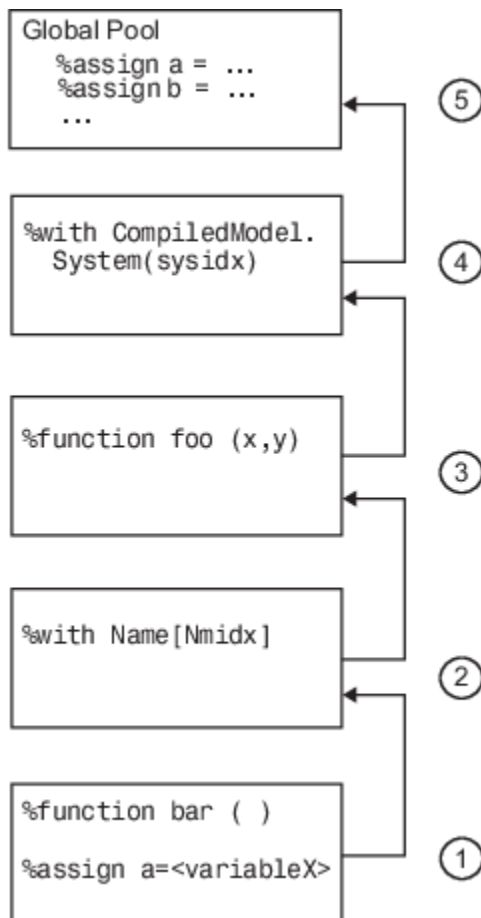 Global Pool
%assign a = ...
%assign b = ...
...
5
%with CompiledModel.
System(sysidx)
4
%function foo (x,y)
3
%with Name[Nmidx]
2
%function bar ( )
%assign a=<variableX>
1